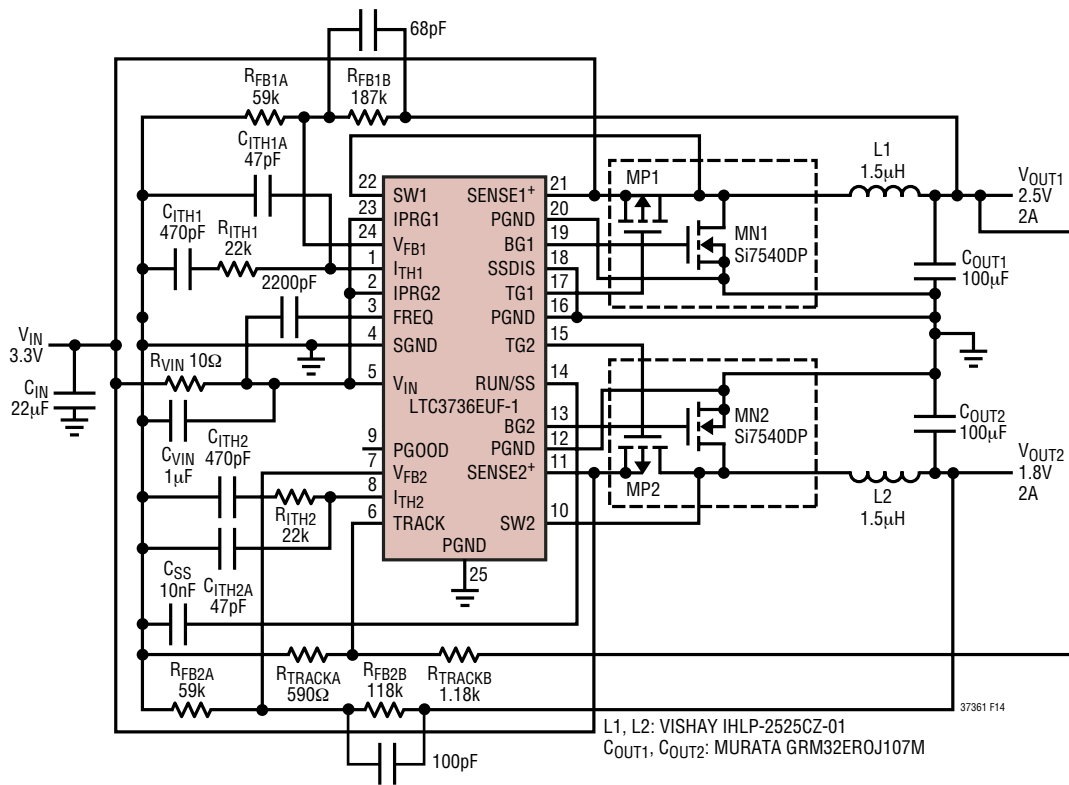 68pF
RFB1A
59k
RFB1B
187k
CITH1A
47pF
CITH1
470pF
RITH1
22k
2200pF
VIN
3.3V
CIN
22µF
RVIN 10Ω
CVIN
1µF
CITH2
470pF
RITH2
22k
CITH2A
47pF
CSS
10nF
22 SW1
23 IPRG1
24 VFB1
1 ITH1
2 IPRG2
3 FREQ
4 SGND
5 VIN
LTC3736EUF-1
9 PGOOD
7 VFB2
8 ITH2
6 TRACK
PGND
25
SENSE1+ 21
PGND 20
BG1 19
SSDIS 18
TG1 17
PGND 16
TG2 15
RUN/SS 14
BG2 13
PGND 12
SENSE2+ 11
SW2 10
MP1
MN1
Si7540DP
MN2
Si7540DP
MP2
L1
1.5µH
VOUT1
2.5V
2A
COUT1
100µF
COUT2
100µF
VOUT2
1.8V
2A
L2
1.5µH
RFB2A
59k
RTRACKA
590Ω
RFB2B
118k
RTRACKB
1.18k
100pF
37361 F14
L1, L2: VISHAY IHLP-2525CZ-01
COUT1, COUT2: MURATA GRM32EROJ107M